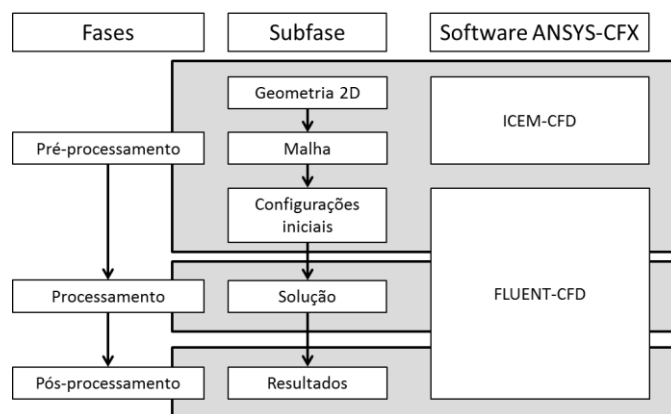 Fases
Subfase
Software ANSYS-CFX
Geometria 2D
ICEM-CFD
Pré-processamento
Malha
Configurações
iniciais
Processamento
Solução
FLUENT-CFD
Pós-processamento
Resultados